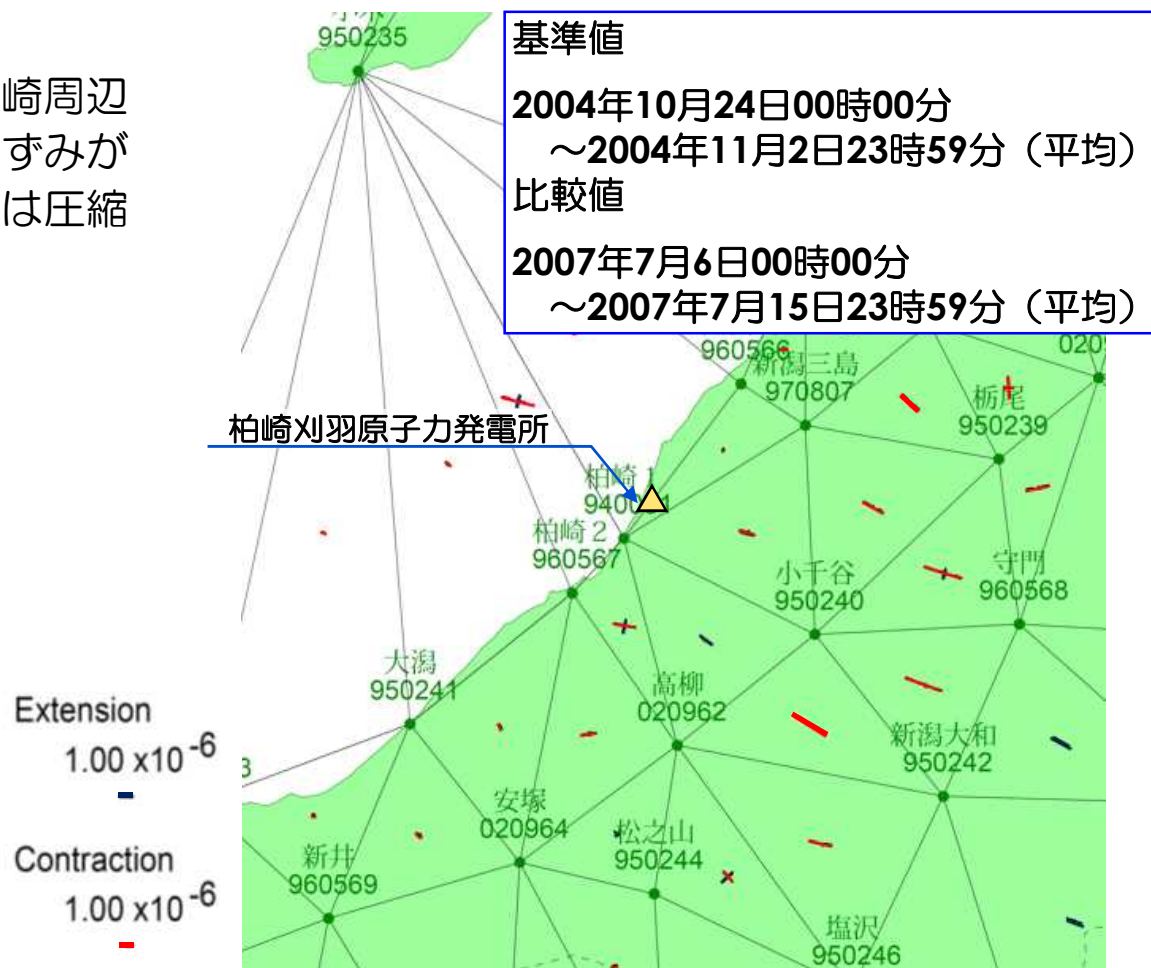 950235
崎周辺
ずみが
は圧縮
基準値
2004年10月24日00時00分
～2004年11月2日23時59分（平均）
比較値
2007年7月6日00時00分
～2007年7月15日23時59分（平均）
960566
新潟三島
970807
栃尾
950239
柏崎刈羽原子力発電所
柏崎1
柏崎2
960567
小千谷
950240
守門
960568
大潟
950241
高柳
020962
新潟大和
950242
Extension
1.00 x10-6
安塚
020964
松之山
950244
Contraction
1.00 x10-6
新井
960569
塩沢
950246